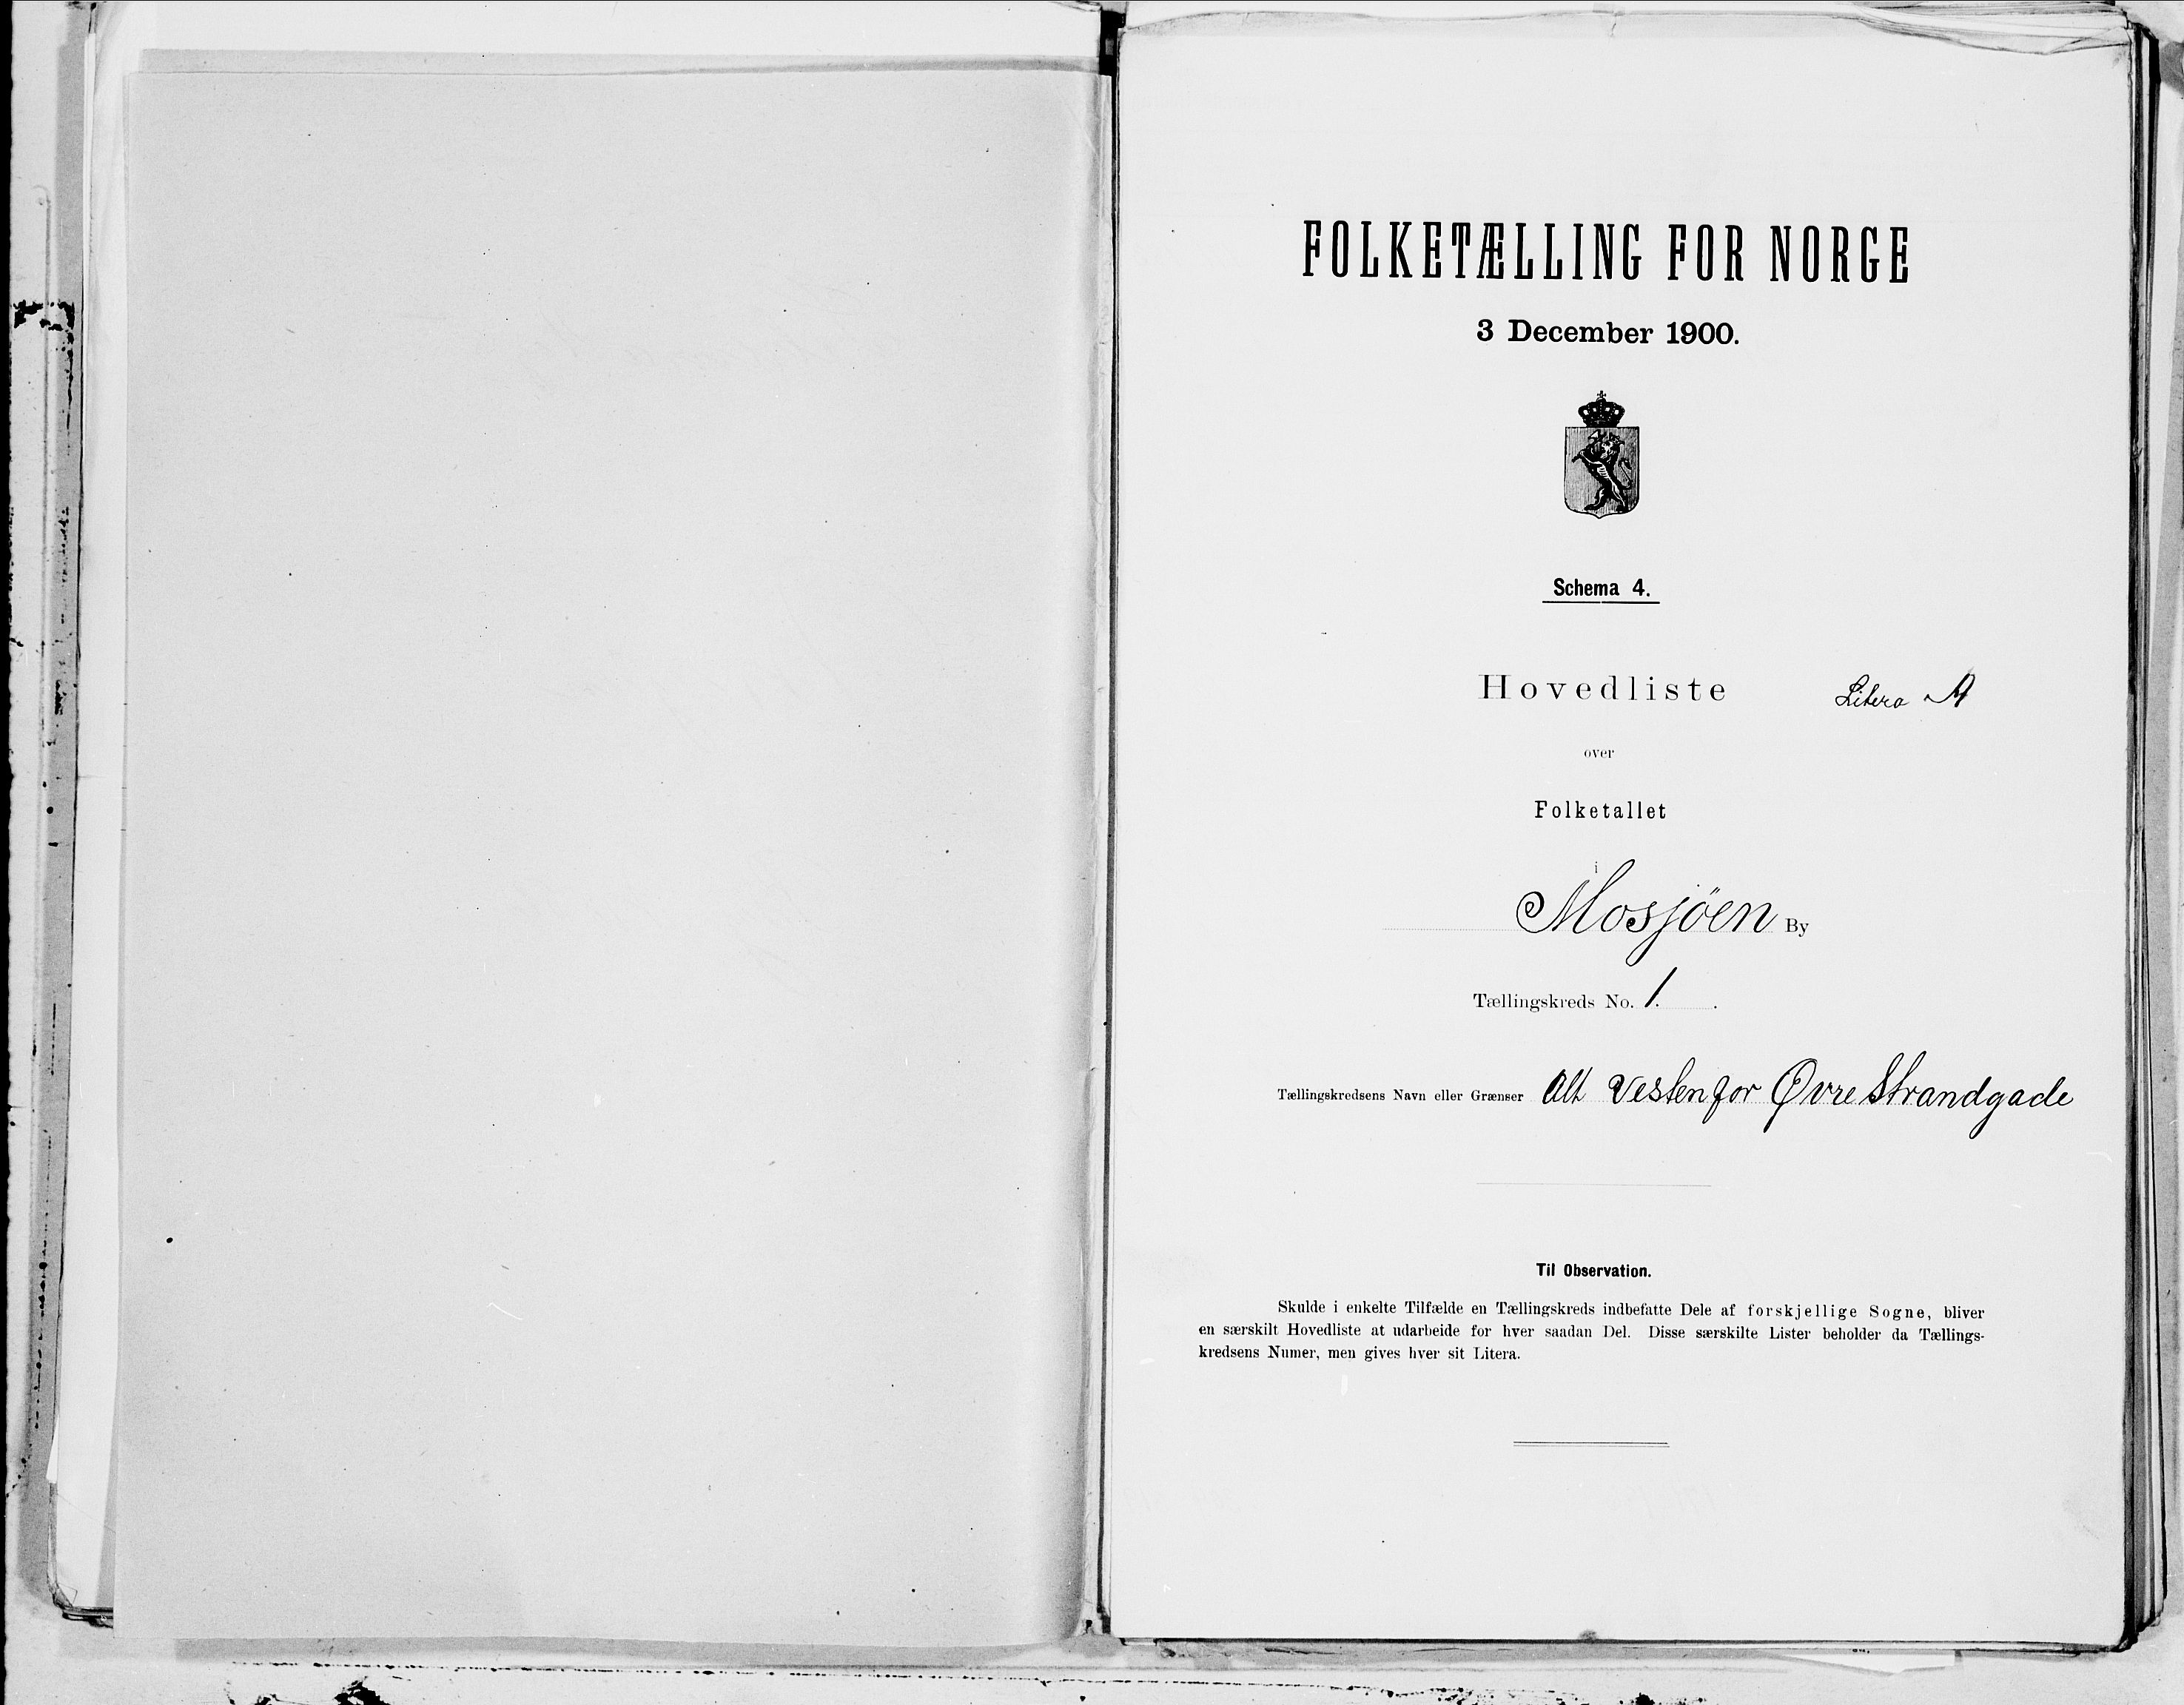 FOLKETÆLLING FOR NORGE
3 December 1900.
Schema 4.
Hovedliste Litera A
over
Folketallet
i
Mosjöen By
Tællingskreds No. 1. .
Tællingskredsens Navn eller Grænser Alt Vestenfor Øvre Strandgade
Til Observation.
Skulde i enkelte Tilfælde en Tællingskreds indbefatte Dele af forskjellige Sogne, bliver
en særskilt Hovedliste at udarbeide for hver saadan Del. Disse særskilte Lister beholder da Tællings-
kredsens Numer, men gives hver sit Litera.